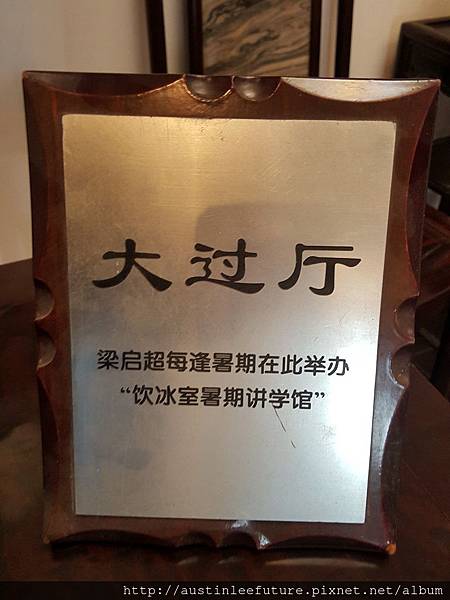 大过厅
梁启超每逢暑期在此举办
“饮冰室暑期讲学馆”
http://austinleefuture.pixnet.net/album